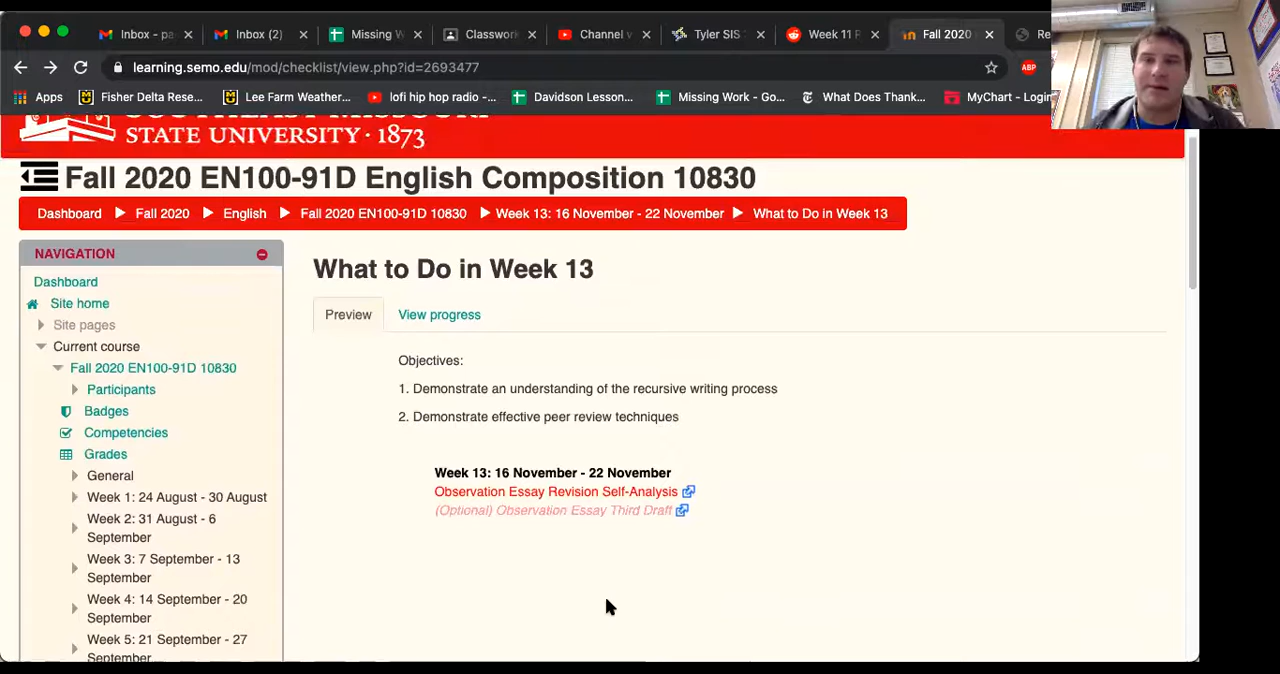 Inbox - pa
Inbox (2)
Missing W
Classwork
Channel v
Tyler SIS
Week 11 F
Fall 2020
Re
learning.semo.edu/mod/checklist/view.php?id=2693477
ABP
Apps
Fisher Delta Rese...
Lee Farm Weather...
lofi hip hop radio -...
Davidson Lesson...
Missing Work - Go...
What Does Thank...
MyChart - Login
STATE UNIVERSITY · 1873
Fall 2020 EN100-91D English Composition 10830
Dashboard Fall 2020 English Fall 2020 EN100-91D 10830 Week 13: 16 November - 22 November What to Do in Week 13
NAVIGATION
Dashboard
Site home
Site pages
Current course
Fall 2020 EN100-91D 10830
Participants
Badges
Competencies
Grades
General
Week 1: 24 August - 30 August
Week 2: 31 August - 6
September
Week 3: 7 September - 13
September
Week 4: 14 September - 20
September
Week 5: 21 September - 27
September
What to Do in Week 13
Preview
View progress
Objectives:
1. Demonstrate an understanding of the recursive writing process
2. Demonstrate effective peer review techniques
Week 13: 16 November - 22 November
Observation Essay Revision Self-Analysis
(Optional) Observation Essay Third Draft